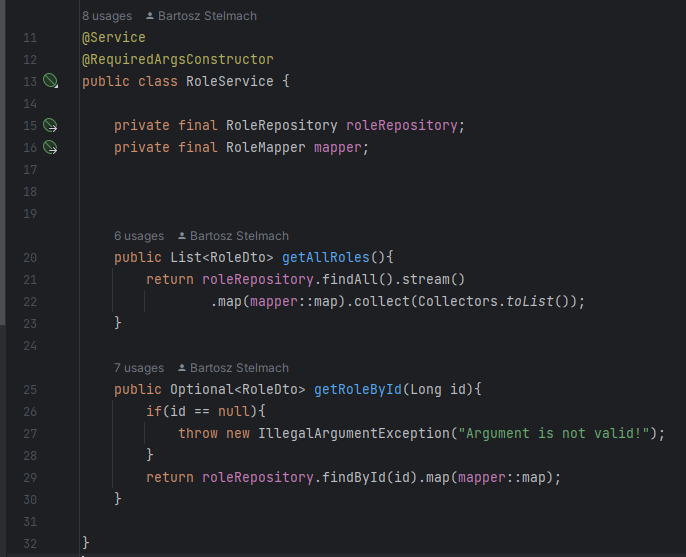 8 usages Bartosz Stelmach
11 @Service
12 @RequiredArgsConstructor
13 public class RoleService {
14
15 private final RoleRepository roleRepository;
16 private final RoleMapper mapper;
17
18
19
6 usages Bartosz Stelmach
20 public List<RoleDto> getAllRoles(){
21 return roleRepository.findAll().stream()
22 .map(mapper::map).collect(Collectors.toList());
23 }
24
7 usages Bartosz Stelmach
25 public Optional<RoleDto> getRoleById(Long id){
26 if(id == null){
27 throw new IllegalArgumentException("Argument is not valid!");
28 }
29 return roleRepository.findById(id).map(mapper::map);
30 }
31
32 }